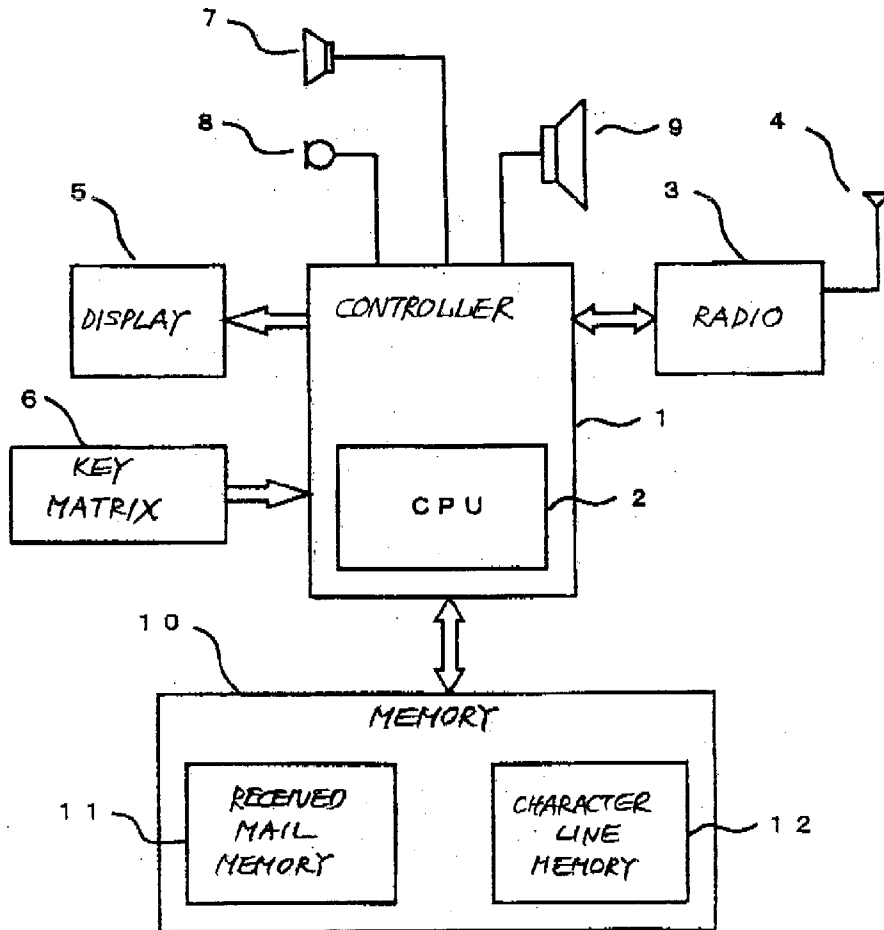 7
8
9
4
5
3
DISPLAY
CONTROLLER
RADIO
6
1
KEY
MATRIX
CPU
2
10
MEMORY
11
RECEIVED
MAIL
MEMORY
CHARACTER
LINE
MEMORY
12